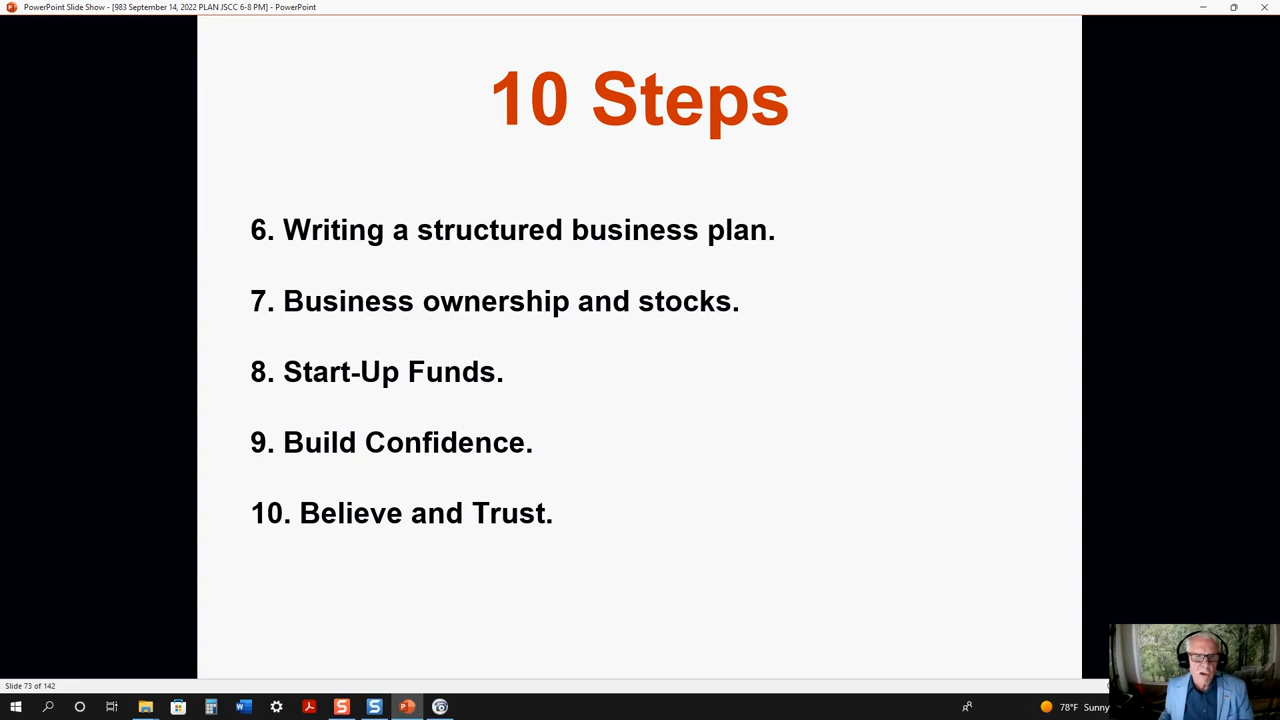 PowerPoint Slide Show - [983 September 14, 2022 PLAN JSCC 6-8 PM] - PowerPoint
10 Steps
6. Writing a structured business plan.
7. Business ownership and stocks.
8. Start-Up Funds.
9. Build Confidence.
10. Believe and Trust.
Slide 73 of 142
78°F Sunny